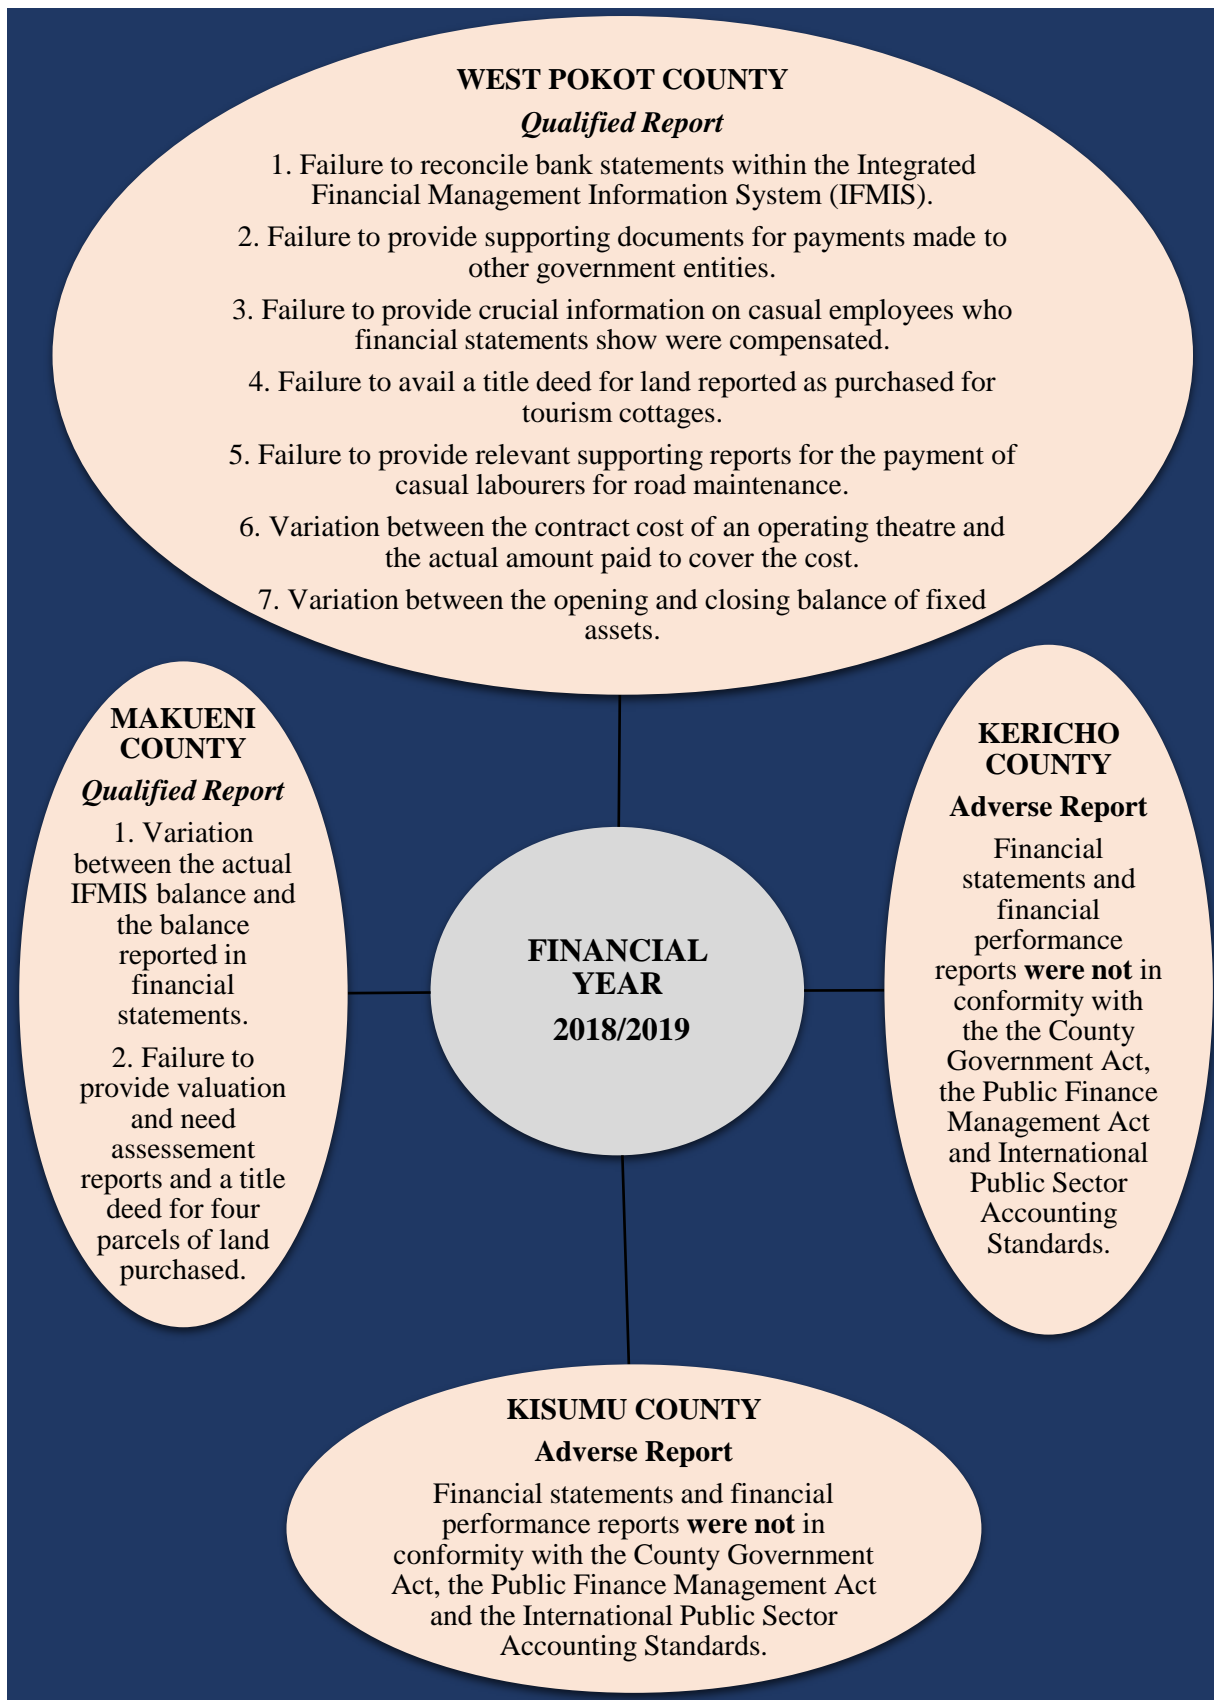 WEST POKOT COUNTY
Qualified Report
1. Failure to reconcile bank statements within the Integrated
Financial Management Information System (IFMIS).
2. Failure to provide supporting documents for payments made to
other government entities.
3. Failure to provide crucial information on casual employees who
financial statements show were compensated.
4. Failure to avail a title deed for land reported as purchased for
tourism cottages.
5. Failure to provide relevant supporting reports for the payment of
casual labourers for road maintenance.
6. Variation between the contract cost of an operating theatre and
the actual amount paid to cover the cost.
7. Variation between the opening and closing balance of fixed
assets.
MAKUENI
COUNTY
Qualified Report
1. Variation
between the actual
IFMIS balance and
the balance
reported in
financial
statements.
2. Failure to
provide valuation
and need
assessement
reports and a title
deed for four
parcels of land
purchased.
FINANCIAL
YEAR
2018/2019
KERICHO
COUNTY
Adverse Report
Financial
statements and
financial
performance
reports were not in
conformity with
the the County
Government Act,
the Public Finance
Management Act
and International
Public Sector
Accounting
Standards.
KISUMU COUNTY
Adverse Report
Financial statements and financial
performance reports were not in
conformity with the County Government
Act, the Public Finance Management Act
and the International Public Sector
Accounting Standards.